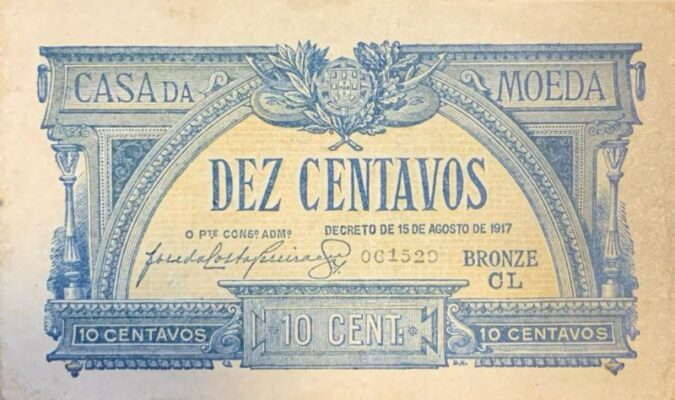 CASA DA MOEDA
DEZ CENTAVOS
O PTE CONSº ADMº DECRETO DE 15 DE AGOSTO DE 1917
001520 BRONZE
CL
10 CENTAVOS 10 CENT. 10 CENTAVOS